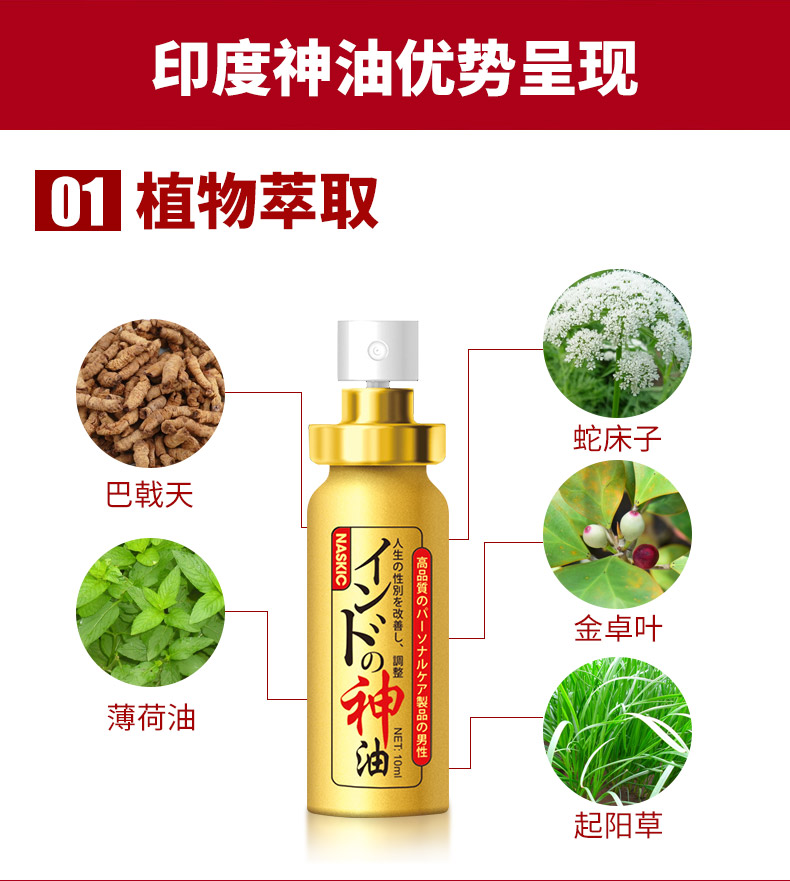 印度神油优势呈现
01 植物萃取
巴戟天
薄荷油
蛇床子
金卓叶
起阳草
NASKIC
高品質のパーソナルケア製品の男性
人生の性別を改善し、調整
インドの神油
NET: 10ml